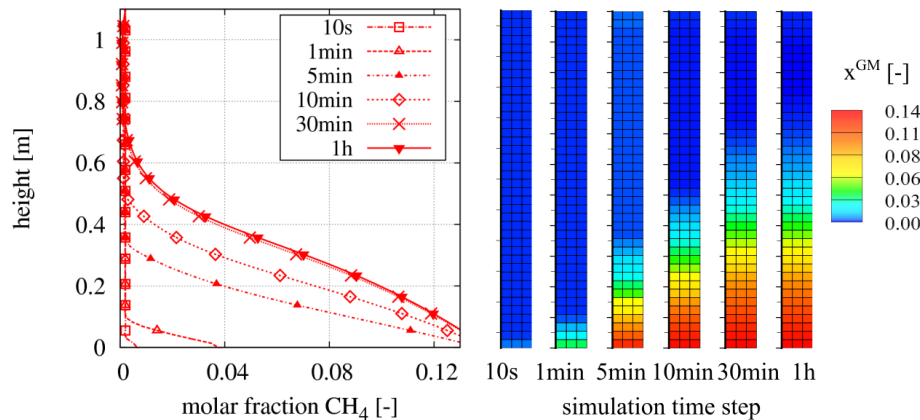 10s
1min
5min
10min
30min
1h
1
0.8
0.6
0.4
0.2
0
height [m]
0 0.04 0.08 0.12
molar fraction CH4 [-]
x^GM [-]
0.14
0.11
0.08
0.06
0.03
0.00
10s 1min 5min 10min 30min 1h
simulation time step